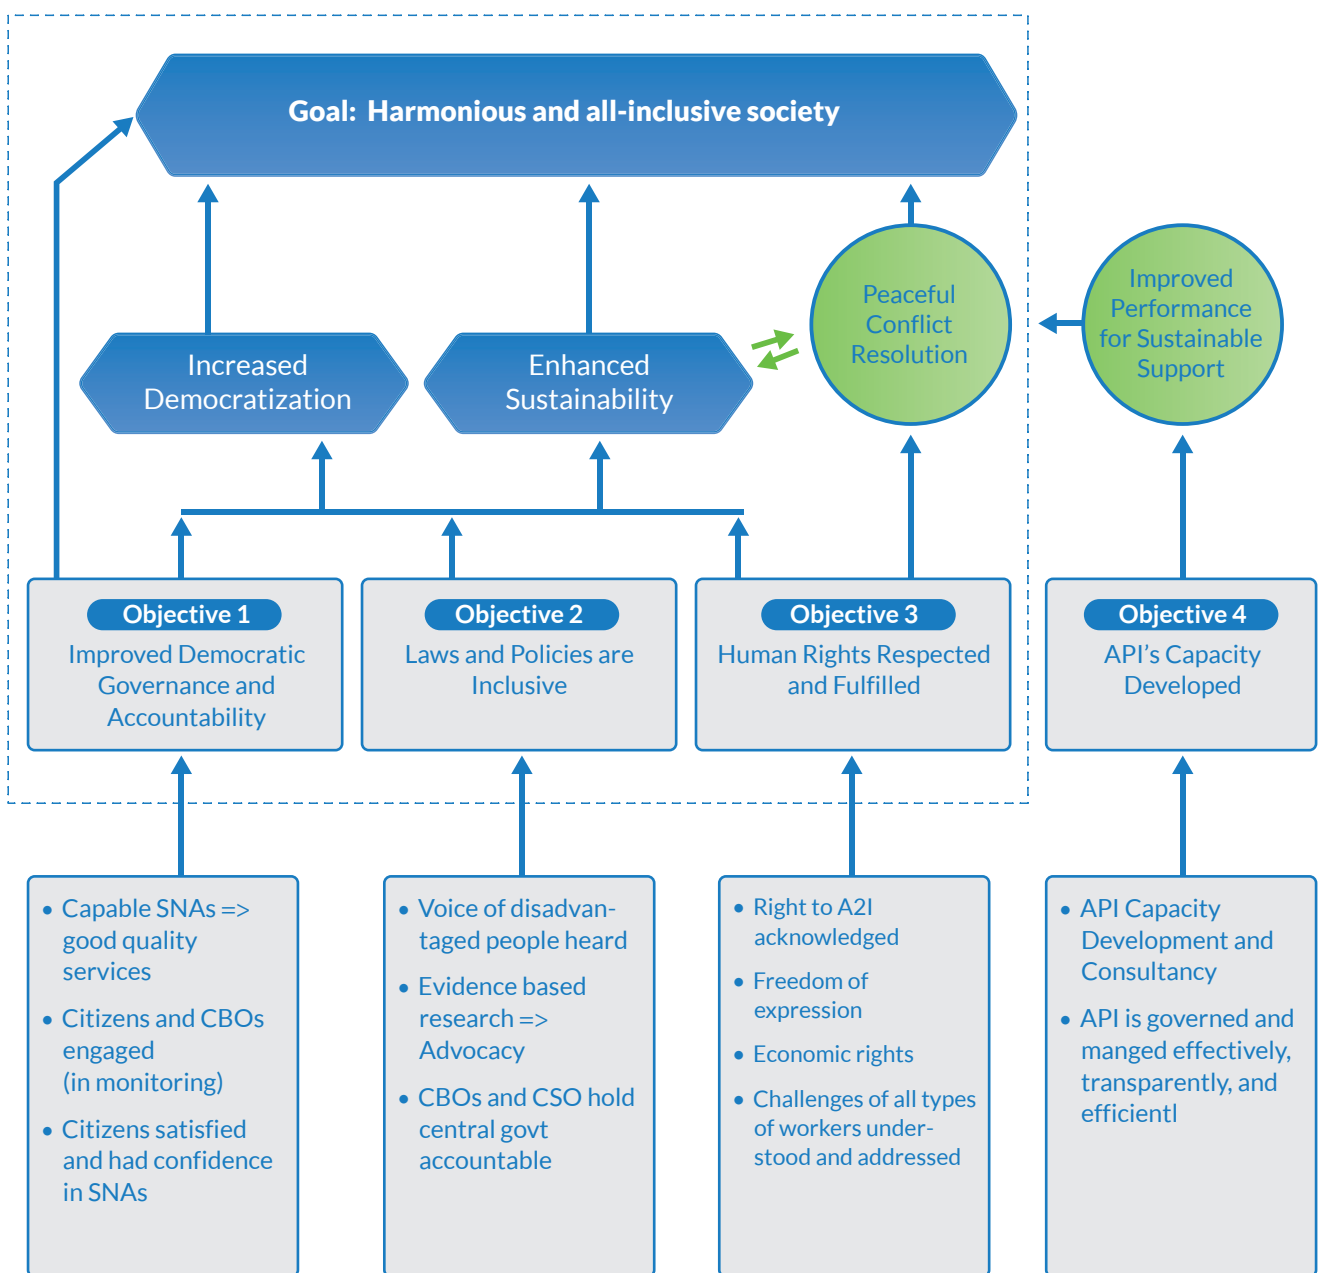 Goal: Harmonious and all-inclusive society
Increased
Democratization
Enhanced
Sustainability
Peaceful
Conflict
Resolution
Improved
Performance
for Sustainable
Support
Objective 1
Improved Democratic
Governance and
Accountability
Objective 2
Laws and Policies are
Inclusive
Objective 3
Human Rights Respected
and Fulfilled
Objective 4
API’s Capacity
Developed
• Capable SNAs =>
good quality
services
• Citizens and CBOs
engaged
(in monitoring)
• Citizens satisfied
and had confidence
in SNAs
• Voice of disadvan-
taged people heard
• Evidence based
research =>
Advocacy
• CBOs and CSO hold
central govt
accountable
• Right to A2I
acknowledged
• Freedom of
expression
• Economic rights
• Challenges of all types
of workers under-
stood and addressed
• API Capacity
Development and
Consultancy
• API is governed and
manged effectively,
transparently, and
efficientl